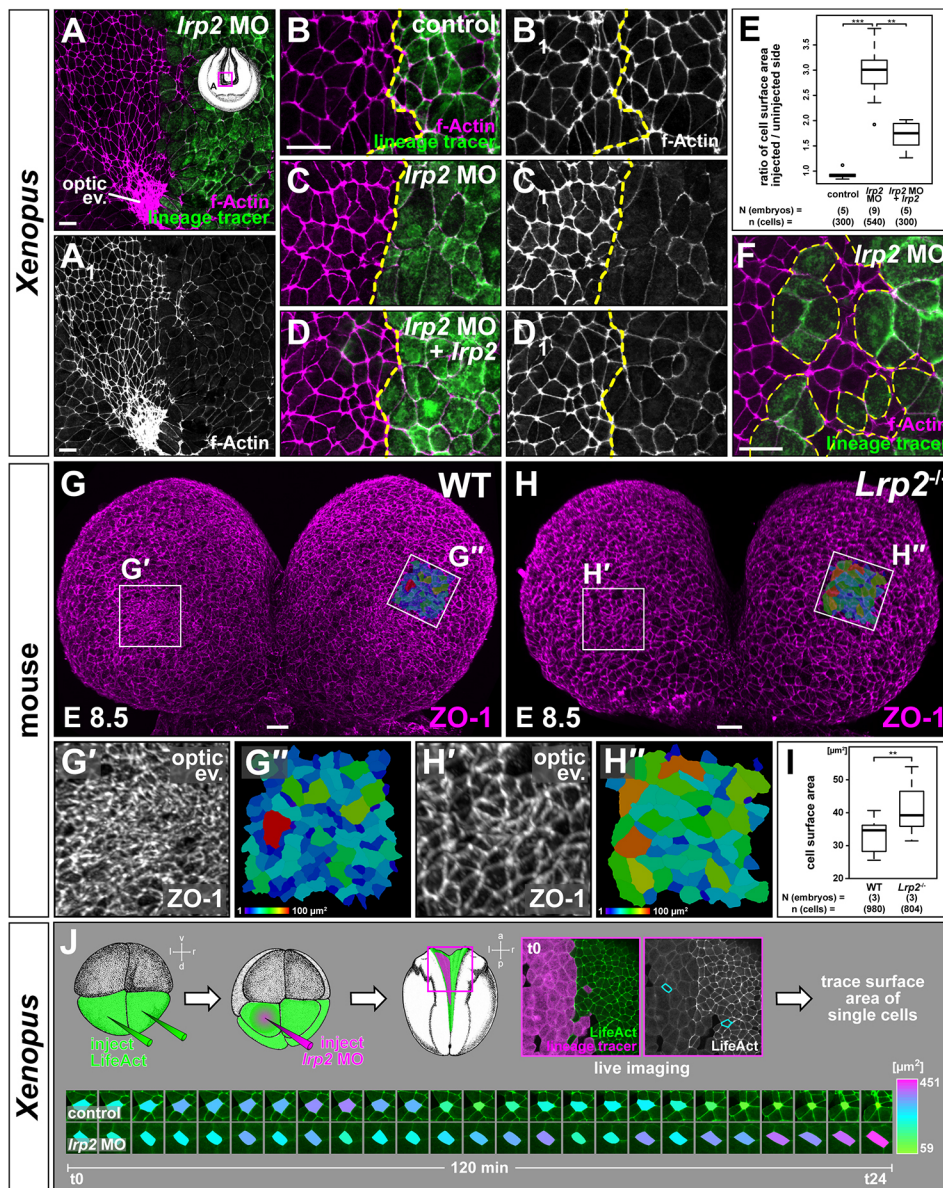 Xenopus
A
lrp2 MO
A
optic
ev.
f-Actin
lineage tracer
A1
f-Actin
B
control
f-Actin
lineage tracer
B1
f-Actin
C
lrp2 MO
C1
D
lrp2 MO
+ lrp2
D1
E
ratio of cell surface area
injected / uninjected side
3.5
3.0
2.5
2.0
1.5
1.0
***
**
control
lrp2
MO
lrp2 MO
+ lrp2
N (embryos) = (5) (9) (5)
n (cells) = (300) (540) (300)
F
lrp2 MO
f-Actin
lineage tracer
mouse
G
WT
G′
G″
E 8.5
ZO-1
H
Lrp2-/-
H′
H″
E 8.5
ZO-1
G′
optic
ev.
ZO-1
G″
1
100 µm²
H′
optic
ev.
ZO-1
H″
1
100 µm²
I
[µm²]
cell surface area
50
40
30
20
**
WT
Lrp2-/-
N (embryos) = (3) (3)
n (cells) = (980) (804)
Xenopus
J
v
l r
d
inject
LifeAct
inject
lrp2 MO
a
l r
p
t0
LifeAct
lineage tracer
LifeAct
live imaging
trace surface
area of
single cells
control
lrp2 MO
[µm²]
451
59
t0
120 min
t24